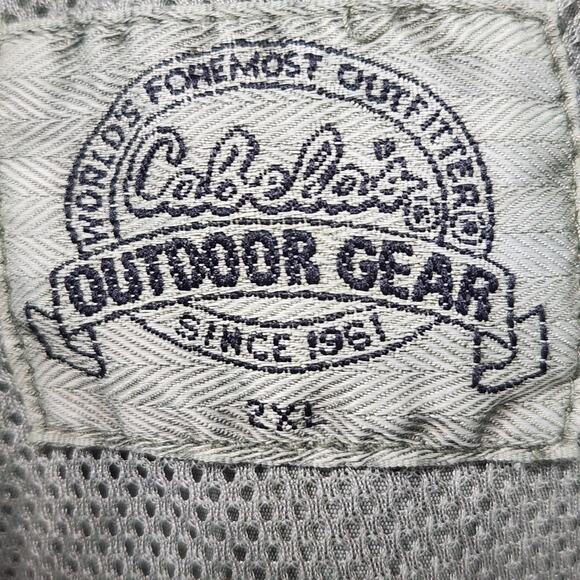 WORLD'S FOREMOST OUTFITTER®
Cabela's®
OUTDOOR GEAR
SINCE 1961
2XL